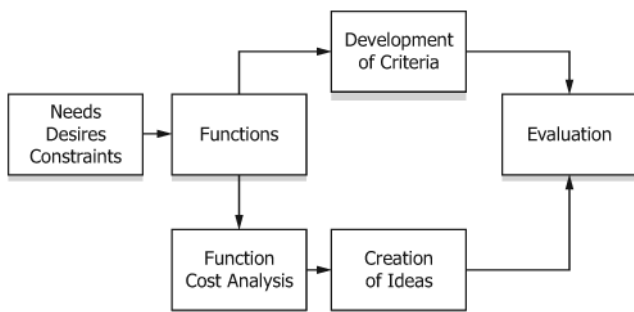 Development
of Criteria
Needs
Desires
Constraints
Functions
Evaluation
Function
Cost Analysis
Creation
of Ideas